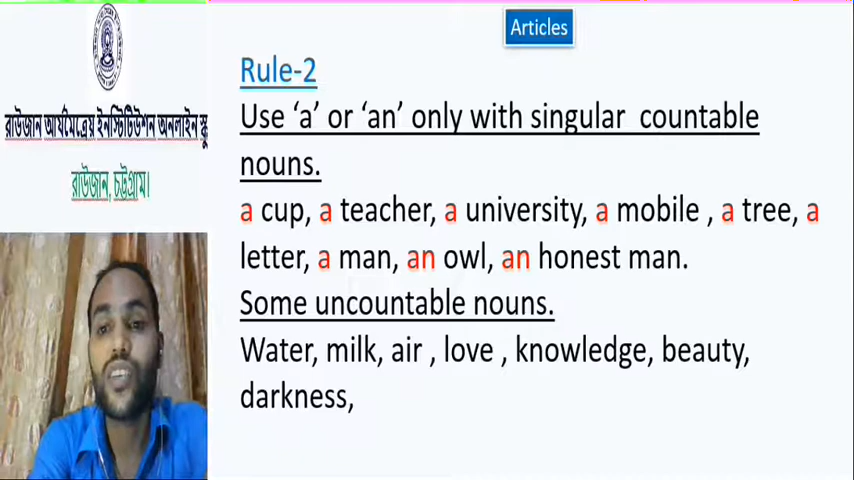 Articles
রাউজান আর্যমৈত্রেয় ইনস্টিটিউশন অনলাইন স্কু
রাউজান, চট্টগ্রাম।
Rule-2
Use ‘a’ or ‘an’ only with singular countable
nouns.
a cup, a teacher, a university, a mobile , a tree, a
letter, a man, an owl, an honest man.
Some uncountable nouns.
Water, milk, air , love , knowledge, beauty,
darkness,